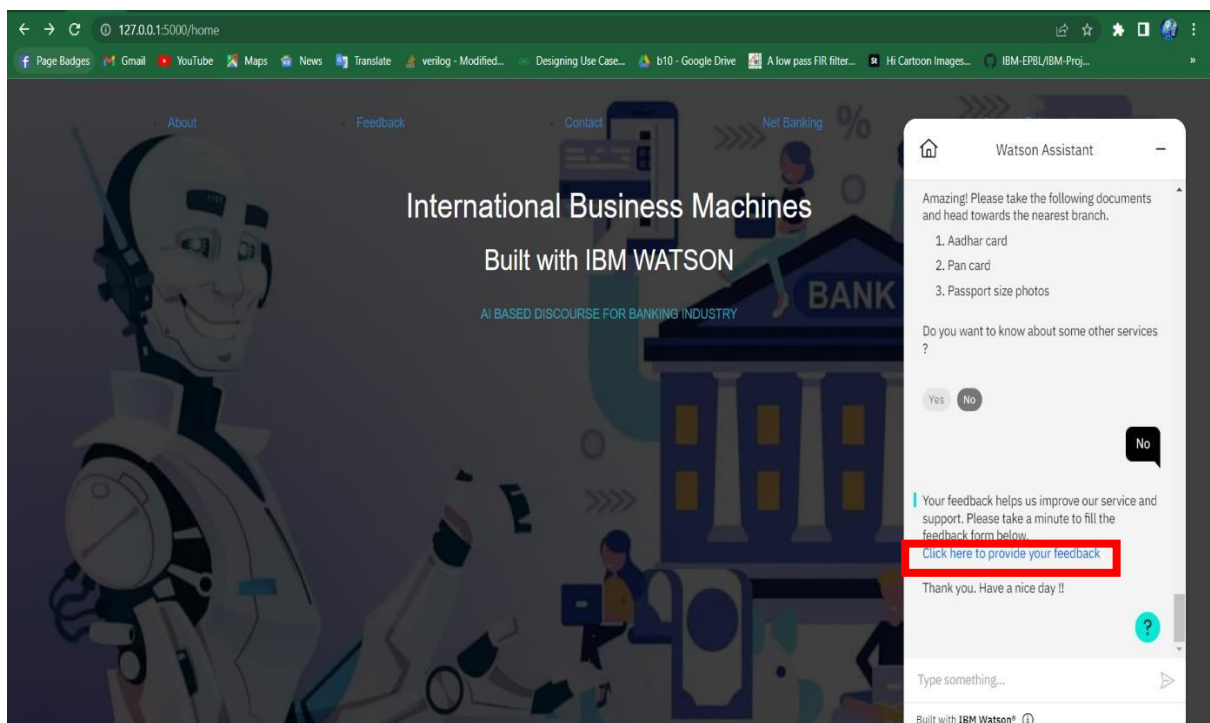 127.0.0.1:5000/home
Page Badges Gmail YouTube Maps News Translate verilog - Modified... Designing Use Case... b10 - Google Drive A low pass FIR filter... Hi Cartoon Images... IBM-EPBL/IBM-Proj... »
About Feedback Contact Net Banking
International Business Machines
Built with IBM WATSON
AI BASED DISCOURSE FOR BANKING INDUSTRY
BANK
Watson Assistant
Amazing! Please take the following documents
and head towards the nearest branch.
1. Aadhar card
2. Pan card
3. Passport size photos
Do you want to know about some other services
?
Yes No
No
Your feedback helps us improve our service and
support. Please take a minute to fill the
feedback form below.
Click here to provide your feedback
Thank you. Have a nice day !!
?
Type something...
Built with IBM Watson®